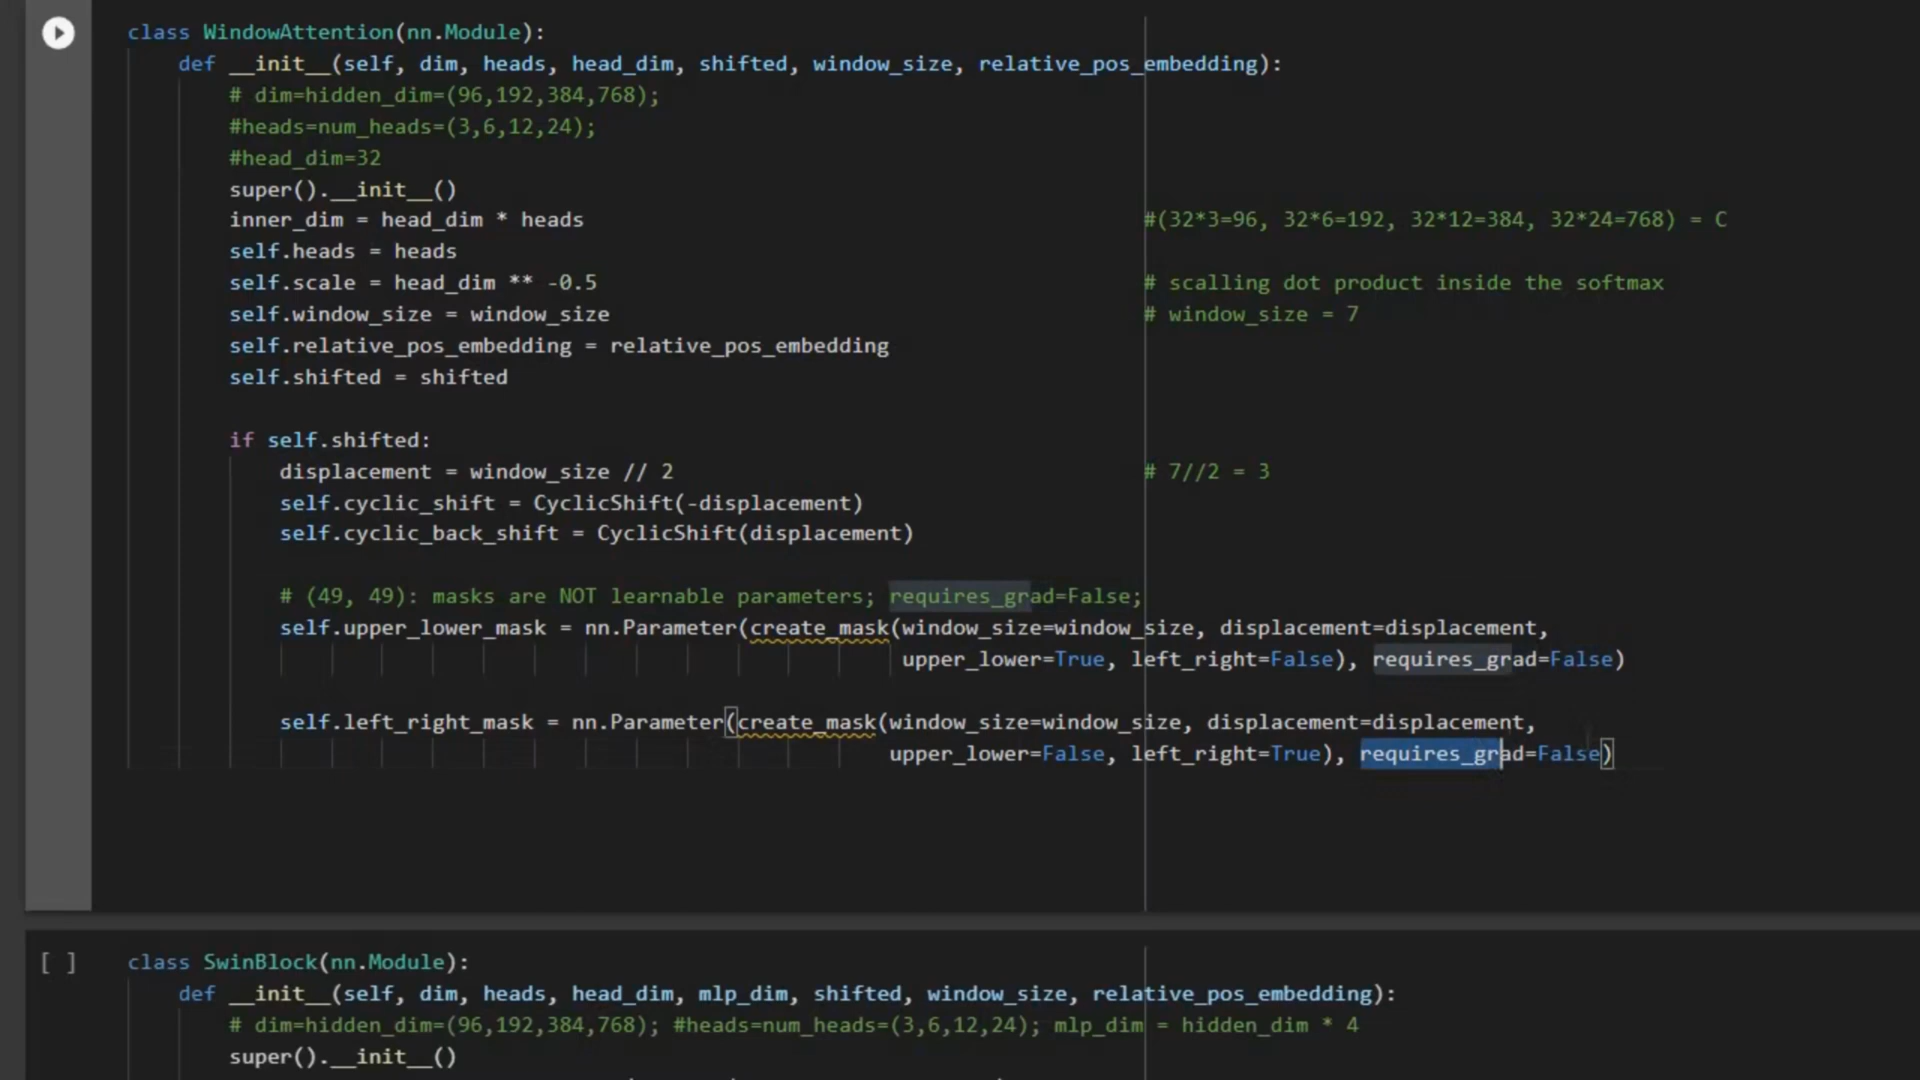 class WindowAttention(nn.Module):
def __init__(self, dim, heads, head_dim, shifted, window_size, relative_pos_embedding):
# dim=hidden_dim=(96,192,384,768);
#heads=num_heads=(3,6,12,24);
#head_dim=32
super().__init__()
inner_dim = head_dim * heads #(32*3=96, 32*6=192, 32*12=384, 32*24=768) = C
self.heads = heads
self.scale = head_dim ** -0.5 # scalling dot product inside the softmax
self.window_size = window_size # window_size = 7
self.relative_pos_embedding = relative_pos_embedding
self.shifted = shifted
if self.shifted:
displacement = window_size // 2 # 7//2 = 3
self.cyclic_shift = CyclicShift(-displacement)
self.cyclic_back_shift = CyclicShift(displacement)
# (49, 49): masks are NOT learnable parameters; requires_grad=False;
self.upper_lower_mask = nn.Parameter(create_mask(window_size=window_size, displacement=displacement,
upper_lower=True, left_right=False), requires_grad=False)
self.left_right_mask = nn.Parameter(create_mask(window_size=window_size, displacement=displacement,
upper_lower=False, left_right=True), requires_grad=False)
[ ] class SwinBlock(nn.Module):
def __init__(self, dim, heads, head_dim, mlp_dim, shifted, window_size, relative_pos_embedding):
# dim=hidden_dim=(96,192,384,768); #heads=num_heads=(3,6,12,24); mlp_dim = hidden_dim * 4
super().__init__()